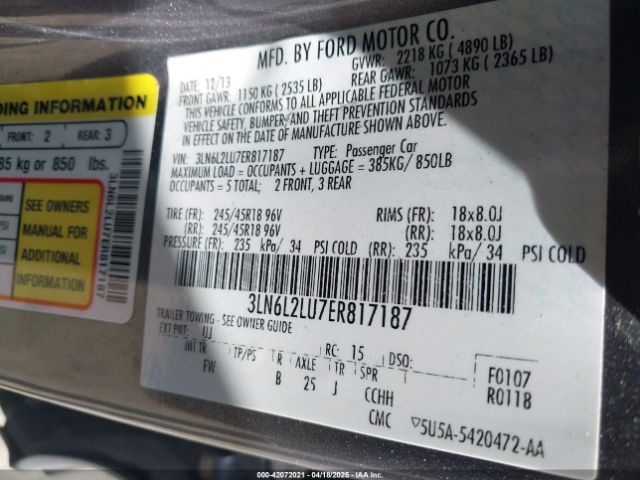 MFD. BY FORD MOTOR CO.
DATE: 12/13 GVWR: 2218 KG ( 4890 LB)
FRONT GAWR: 1150 KG ( 2535 LB) REAR GAWR: 1073 KG ( 2365 LB)
THIS VEHICLE CONFORMS TO ALL APPLICABLE FEDERAL MOTOR
VEHICLE SAFETY, BUMPER, AND THEFT PREVENTION STANDARDS
IN EFFECT ON THE DATE OF MANUFACTURE SHOWN ABOVE.
VIN: 3LN6L2LU7ER817187 TYPE: Passenger Car
MAXIMUM LOAD = OCCUPANTS + LUGGAGE = 385KG/ 850LB
OCCUPANTS = 5 TOTAL; 2 FRONT, 3 REAR
TIRE (FR): 245/45R18 96V RIMS (FR): 18x8.0J
(RR): 245/45R18 96V (RR): 18x8.0J
PRESSURE (FR): 235 kPa/ 34 PSI COLD (RR): 235 kPa/ 34 PSI COLD
3LN6L2LU7ER817187
TRAILER TOWING - SEE OWNER GUIDE
EXT PNT: UJ RC: 15 DSO:
INT TR TP/PS R AXLE TR SPR
FW B 25 J CCHH
CMC
F0107
R0118
▽5U5A-5420472-AA
DING INFORMATION
FRONT: 2 REAR: 3
85 kg or 850 lbs.
SEE OWNERS
MANUAL FOR
ADDITIONAL
INFORMATION
PSI
3LN6L2LU7ER817187
00-42072021 - 04/18/2025 - IAAI.COM